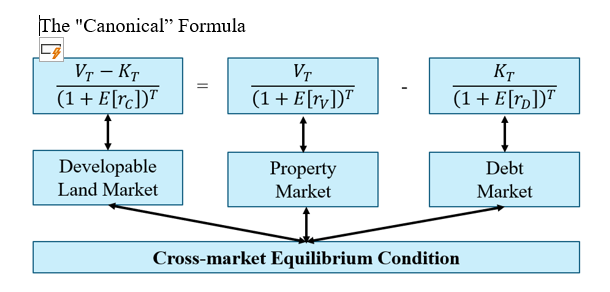 The "Canonical” Formula
V_T − K_T / (1 + E[r_C])^T = V_T / (1 + E[r_V])^T - K_T / (1 + E[r_D])^T
Developable
Land Market
Property
Market
Debt
Market
Cross-market Equilibrium Condition